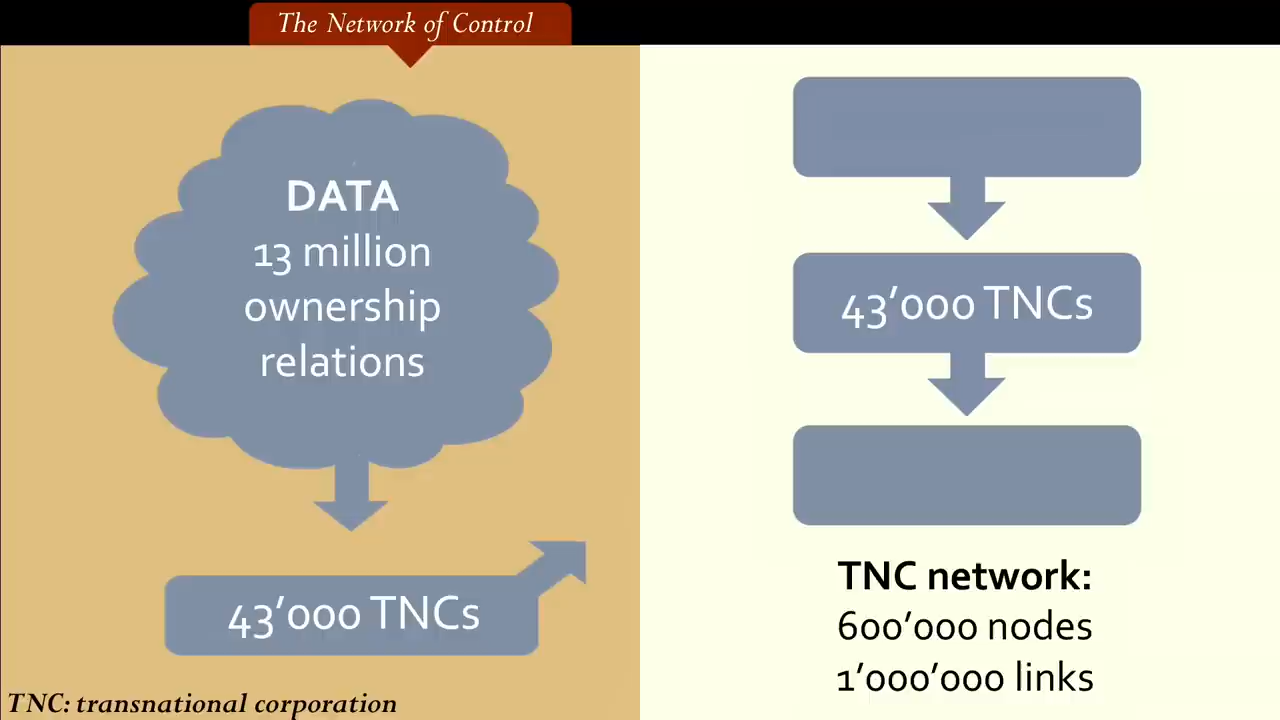 The Network of Control
DATA
13 million
ownership
relations
43’000 TNCs
TNC: transnational corporation
43’000 TNCs
TNC network:
600’000 nodes
1’000’000 links